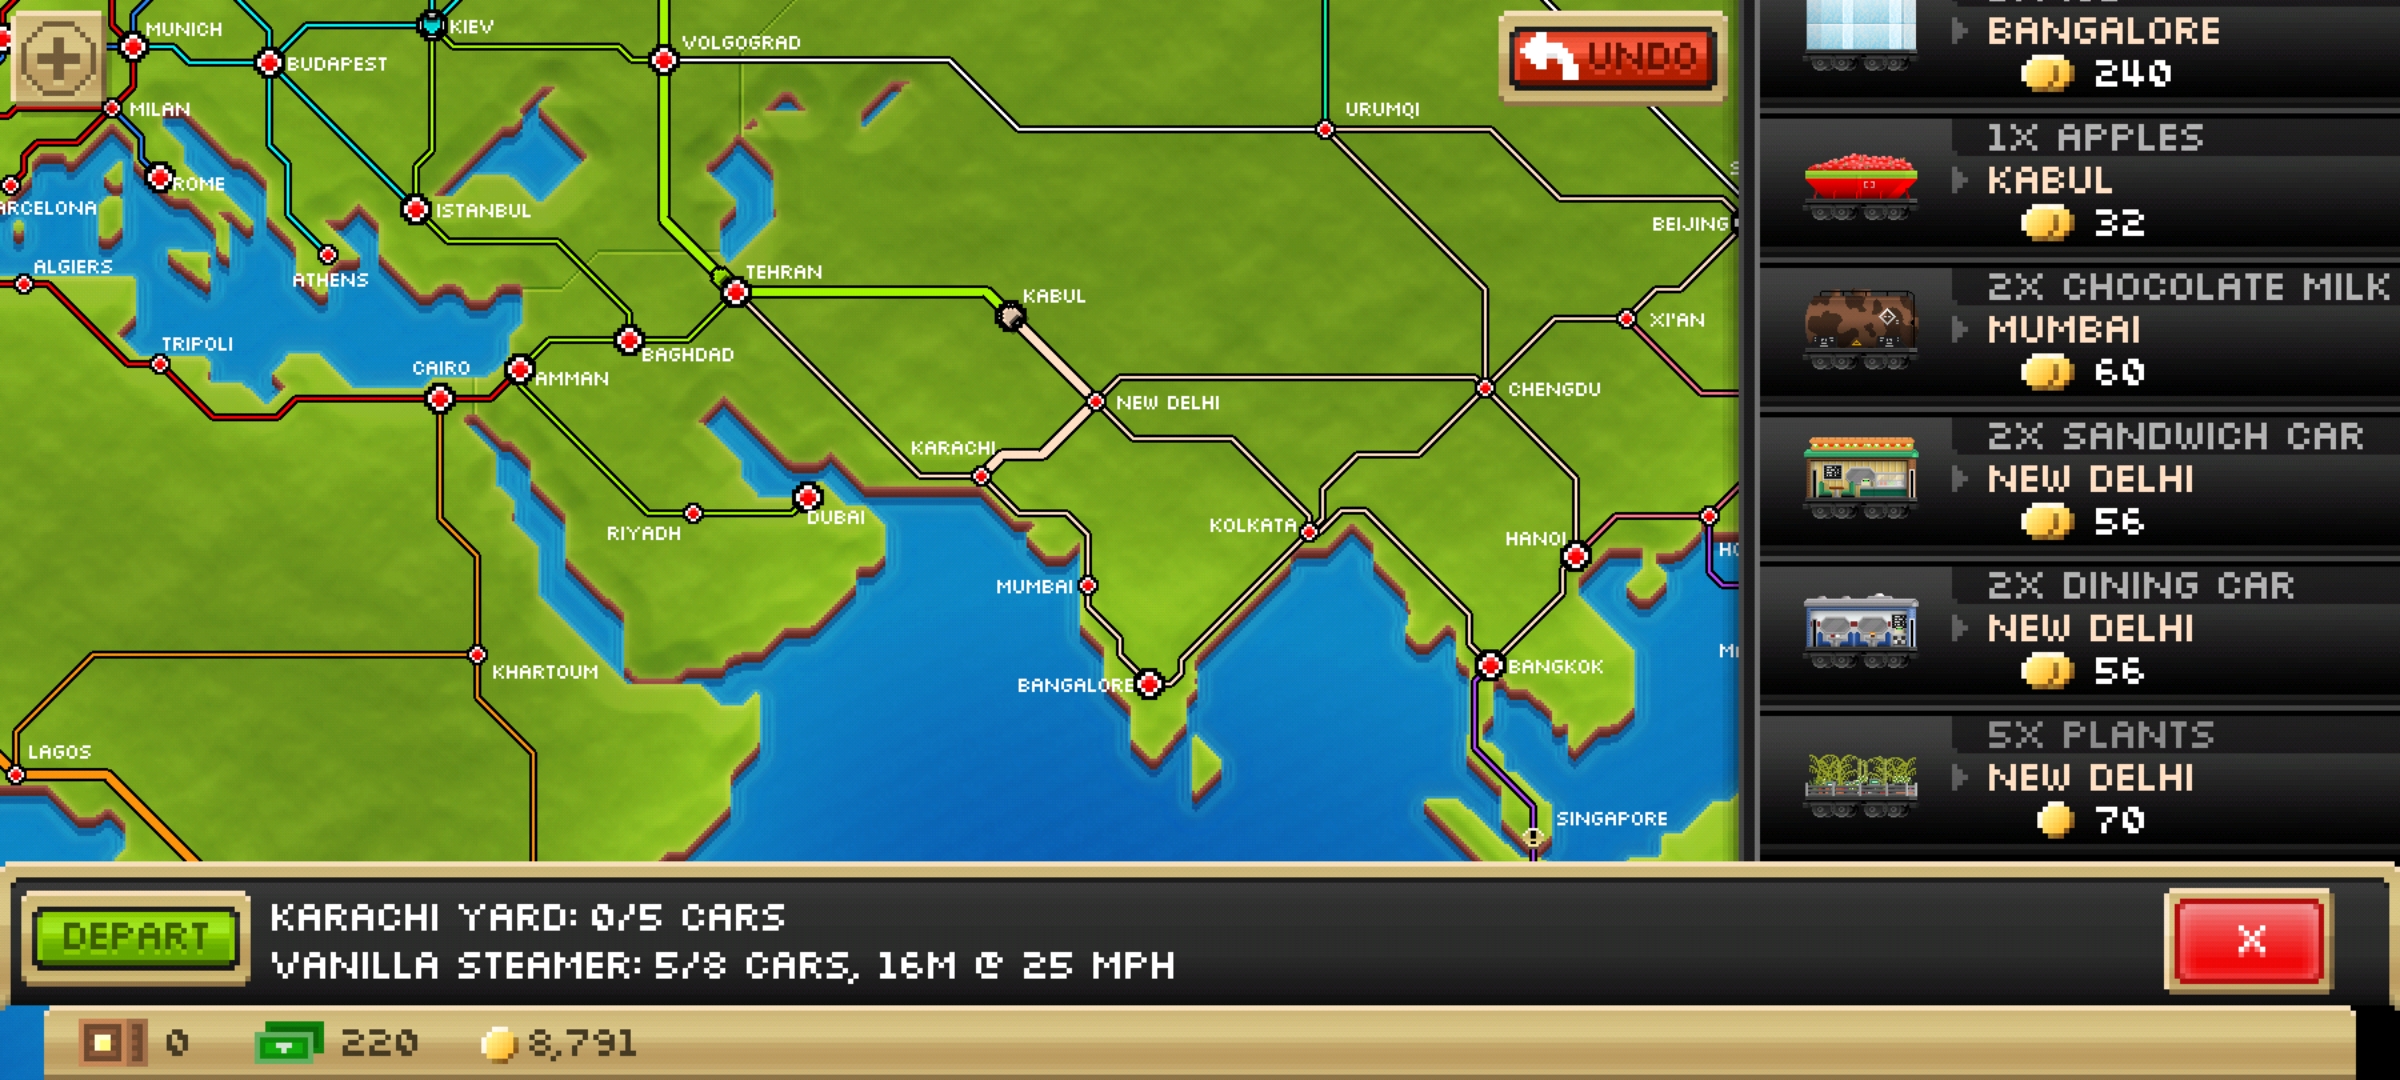 MUNICH
KIEV
BUDAPEST
VOLGOGRAD
UNDO
MILAN
URUMQI
ROME
ARCELONA
ISTANBUL
BEIJING
ALGIERS
ATHENS
TEHRAN
KABUL
TRIPOLI
XI'AN
CAIRO
AMMAN
BAGHDAD
NEW DELHI
CHENGDU
KARACHI
RIYADH
DUBAI
KOLKATA
HANOI
MUMBAI
KHARTOUM
BANGALORE
BANGKOK
LAGOS
SINGAPORE
BANGALORE
240
1X APPLES
KABUL
32
2X CHOCOLATE MILK
MUMBAI
60
2X SANDWICH CAR
NEW DELHI
56
2X DINING CAR
NEW DELHI
56
5X PLANTS
NEW DELHI
70
DEPART
KARACHI YARD: 0/5 CARS
VANILLA STEAMER: 5/8 CARS, 16M @ 25 MPH
X
0
220
8,791